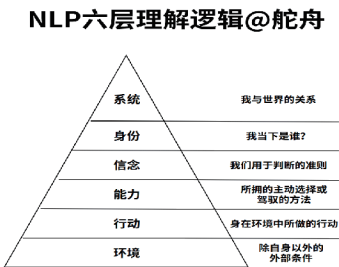 NLP六层理解逻辑@舵舟
系统
我与世界的关系
身份
我当下是谁?
信念
我们用于判断的准则
能力
所拥的主动选择或
驾驭的方法
行动
身在环境中所做的行动
环境
除自身以外的
外部条件